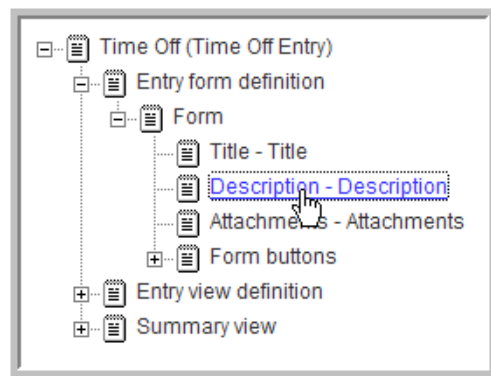 Time Off (Time Off Entry)
Entry form definition
Form
Title - Title
Description - Description
Attachments - Attachments
Form buttons
Entry view definition
Summary view